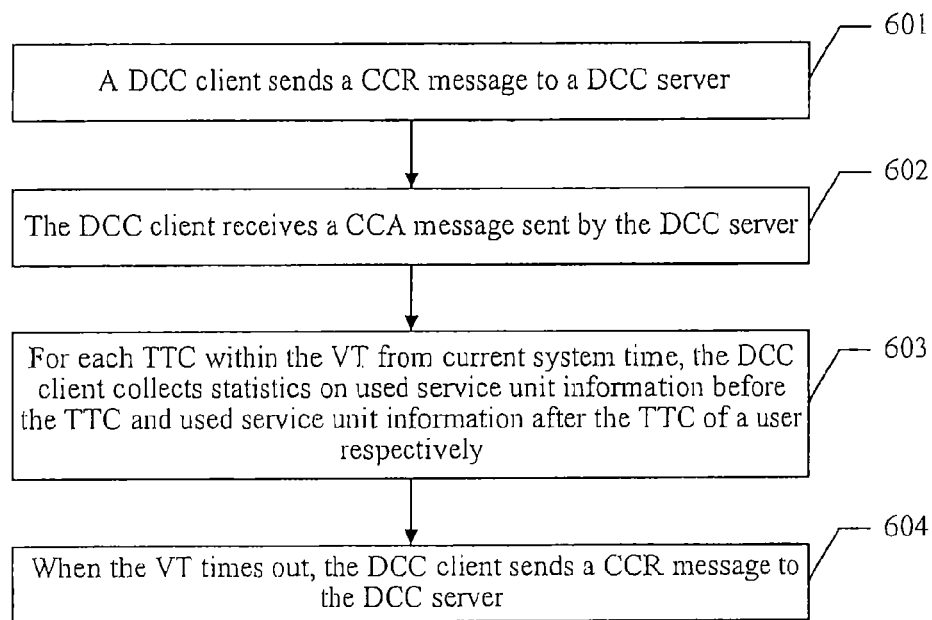 601
A DCC client sends a CCR message to a DCC server
602
The DCC client receives a CCA message sent by the DCC server
603
For each TTC within the VT from current system time, the DCC
client collects statistics on used service unit information before
the TTC and used service unit information after the TTC of a user
respectively
604
When the VT times out, the DCC client sends a CCR message to
the DCC server